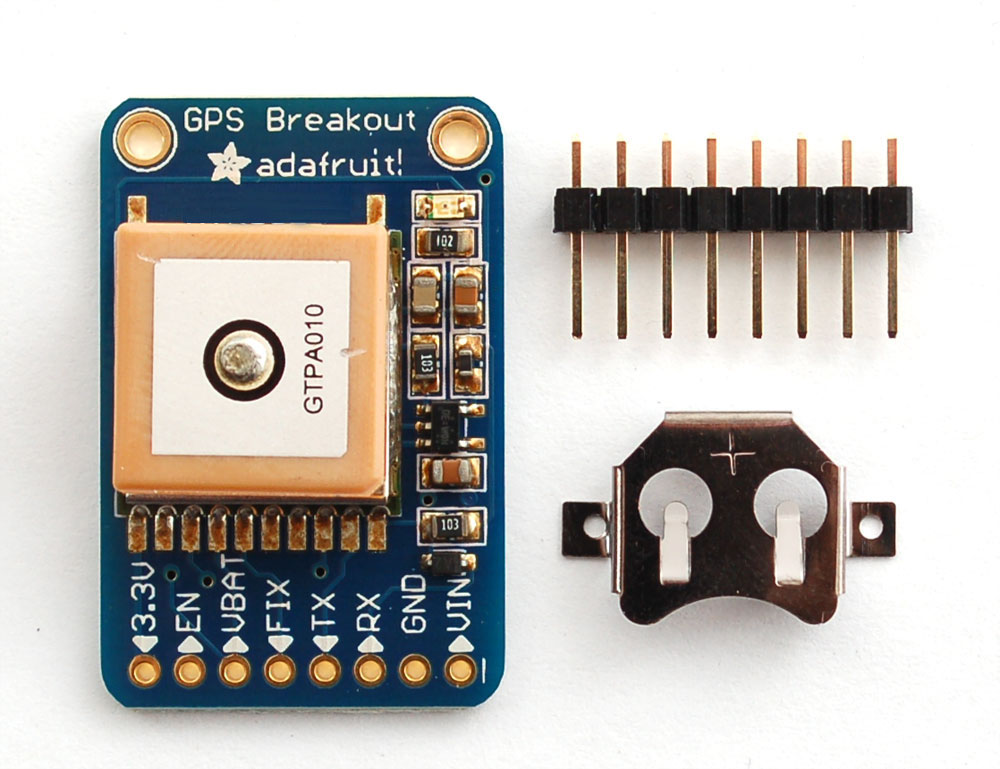 GPS Breakout
adafruit!
102
GTPA010
103
103
3.3V
EN
VBAT
FIX
TX
RX
GND
VIN
+